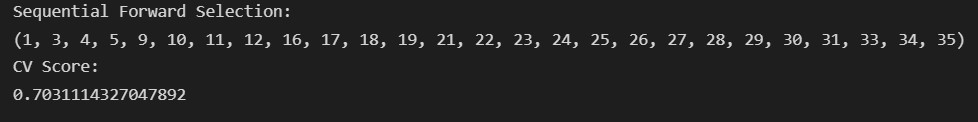 Sequential Forward Selection:
(1, 3, 4, 5, 9, 10, 11, 12, 16, 17, 18, 19, 21, 22, 23, 24, 25, 26, 27, 28, 29, 30, 31, 33, 34, 35)
CV Score:
0.7031114327047892